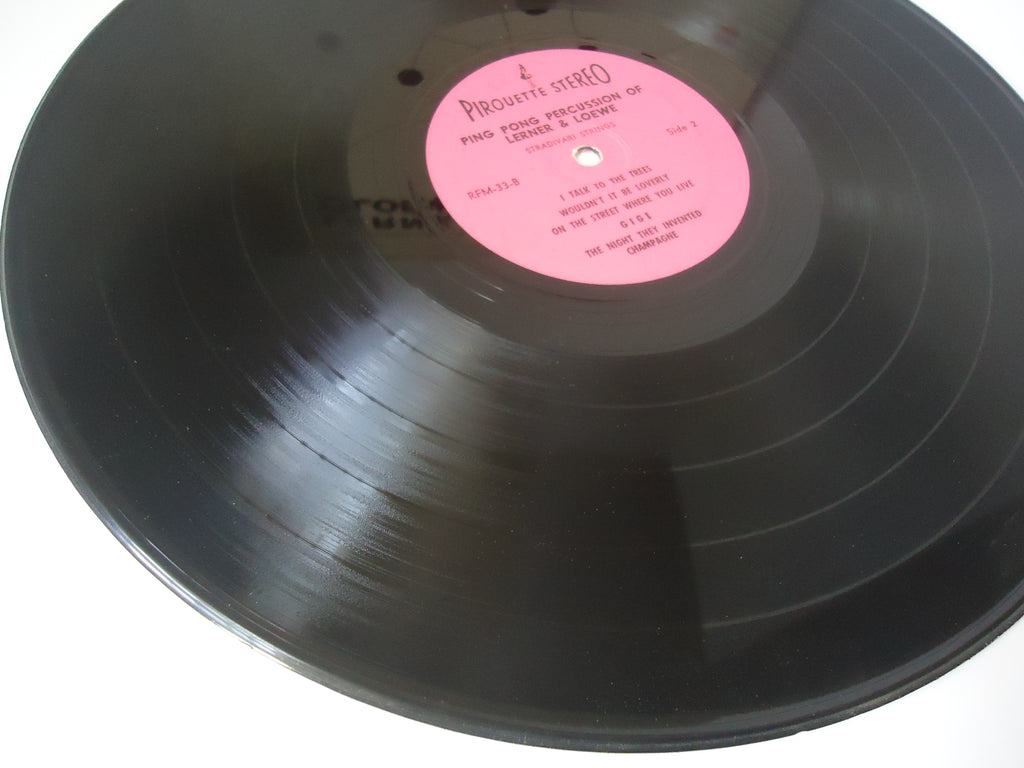 PIROUETTE STEREO
PING PONG PERCUSSION OF
LERNER & LOEWE
STRADIVARI STRINGS
Side 2
RFM-33-B
I TALK TO THE TREES
WOULDN'T IT BE LOVERLY
ON THE STREET WHERE YOU LIVE
GIGI
THE NIGHT THEY INVENTED
CHAMPAGNE